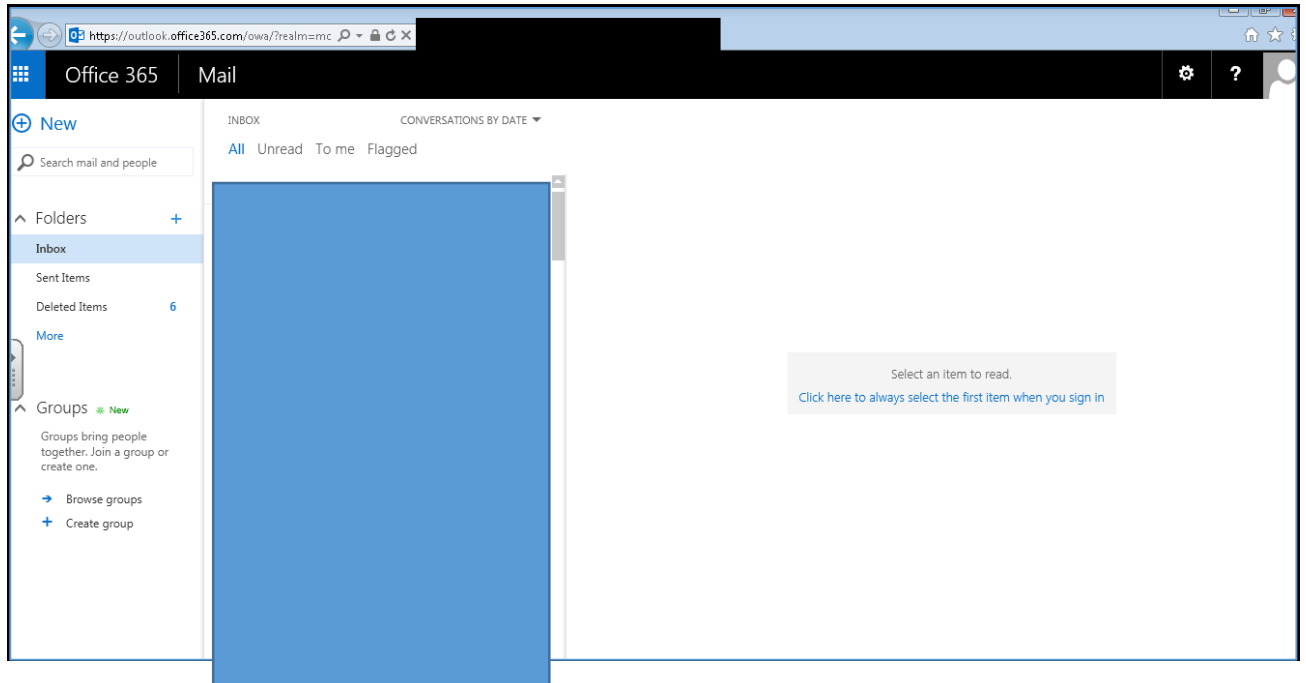 https://outlook.office365.com/owa/?realm=mc
Office 365 Mail
?
New
Search mail and people
Folders +
Inbox
Sent Items
Deleted Items 6
More
Groups New
Groups bring people
together. Join a group or
create one.
Browse groups
+ Create group
INBOX CONVERSATIONS BY DATE
All Unread To me Flagged
Select an item to read.
Click here to always select the first item when you sign in